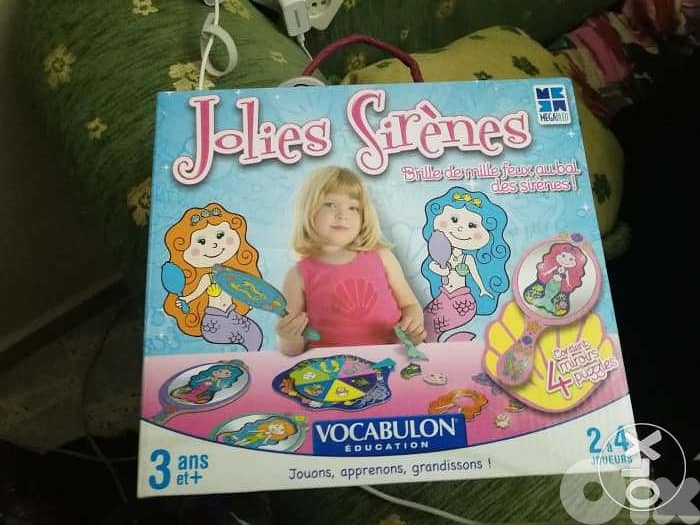 Jolies Sirènes
MEGABLEU
Brille de mille feux au bal
des sirènes !
Contient
4 miroirs
+ puzzles
VOCABULON
ÉDUCATION
3 ans
et+
Jouons, apprenons, grandissons !
2 à 4
JOUEURS
OLX
olx